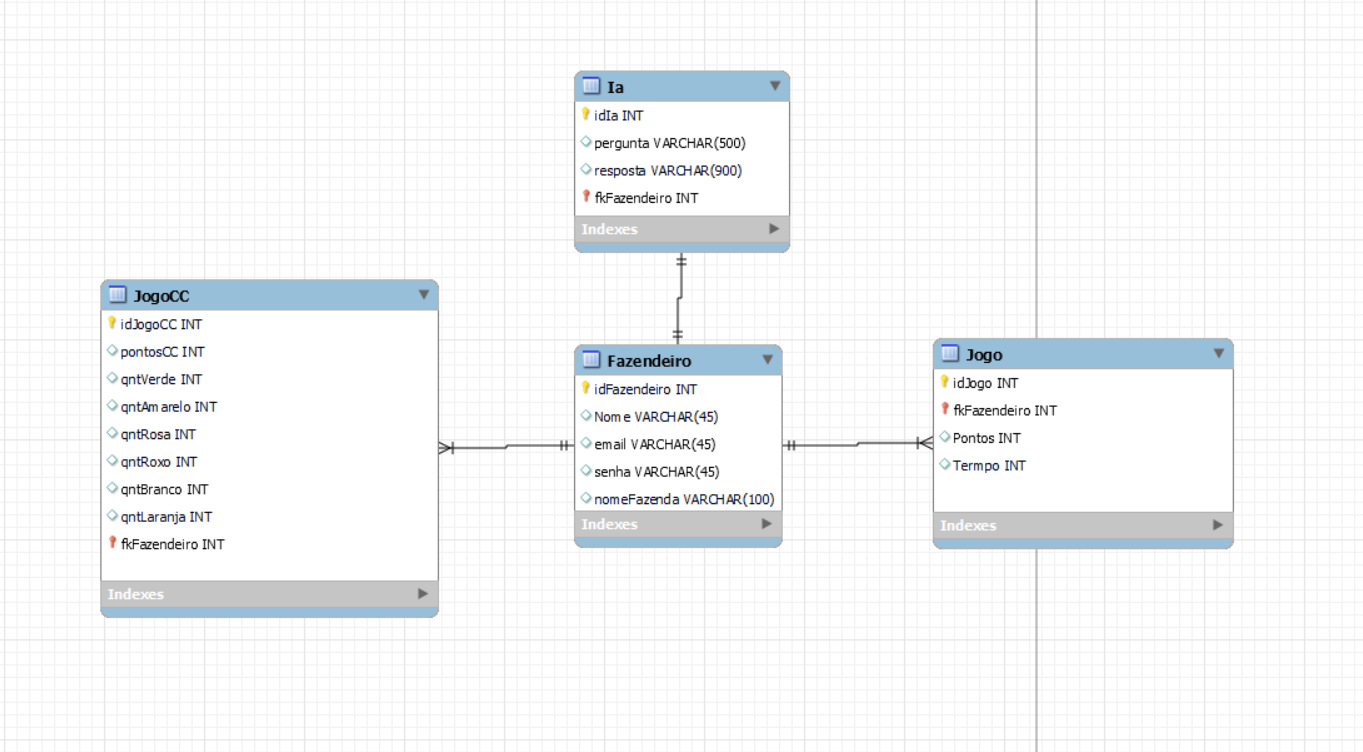 Ia
idIa INT
pergunta VARCHAR(500)
resposta VARCHAR(900)
fkFazendeiro INT
Indexes
JogoCC
idJogoCC INT
pontosCC INT
qntVerde INT
qntAmarelo INT
qntRosa INT
qntRoxo INT
qntBranco INT
qntLaranja INT
fkFazendeiro INT
Indexes
Fazendeiro
idFazendeiro INT
Nome VARCHAR(45)
email VARCHAR(45)
senha VARCHAR(45)
nomeFazenda VARCHAR(100)
Indexes
Jogo
idJogo INT
fkFazendeiro INT
Pontos INT
Termpo INT
Indexes